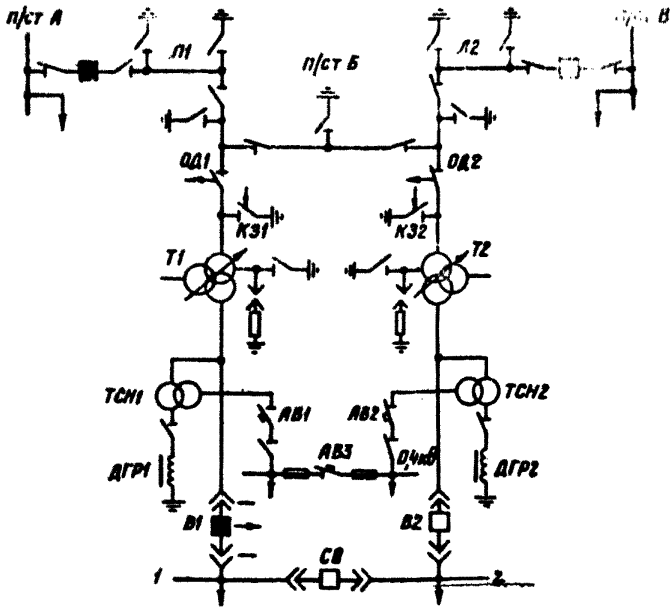 п/ст А
Л1
п/ст Б
Л2
В
ОД1
ОД2
КЗ1
КЗ2
Т1
Т2
ТСН1
ТСН2
АВ1
АВ2
АВ3
0,4кВ
ДГР1
ДГР2
В1
В2
СВ
1
2